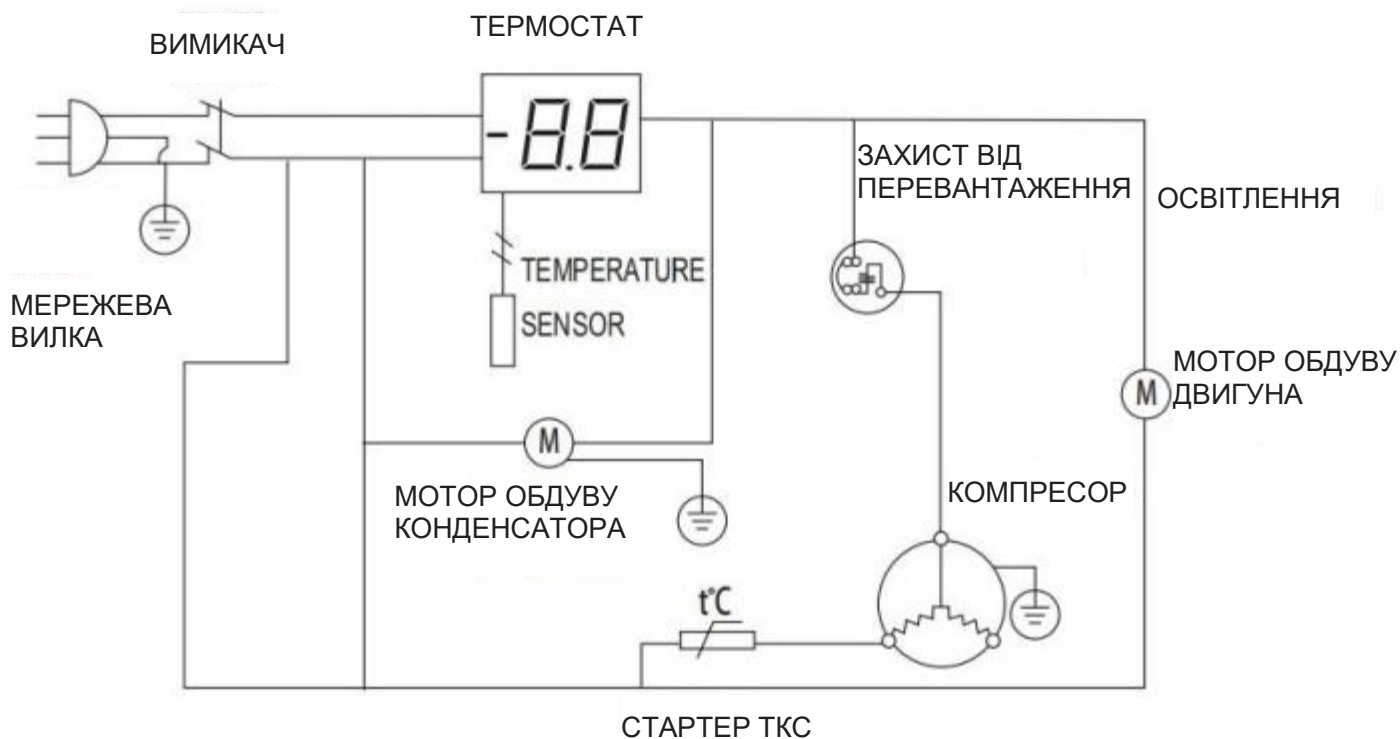 ТЕРМОСТАТ
ВИМИКАЧ
-8.8
ЗАХИСТ ВІД
ПЕРЕВАНТАЖЕННЯ
ОСВІТЛЕННЯ
TEMPERATURE
SENSOR
МЕРЕЖЕВА
ВИЛКА
МОТОР ОБДУВУ
ДВИГУНА
M
M
МОТОР ОБДУВУ
КОНДЕНСАТОРА
КОМПРЕСОР
t°C
СТАРТЕР ТКС